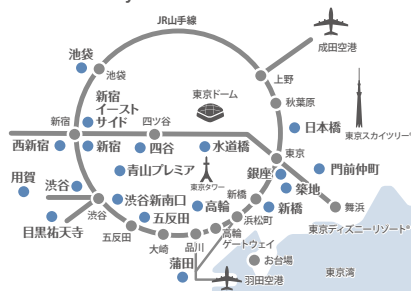 JR山手線
成田空港
池袋
池袋
上野
新宿
イースト
サイド
東京ドーム
秋葉原
日本橋
東京スカイツリー®
新宿
四ツ谷
西新宿
新宿
四谷
水道橋
東京
門前仲町
用賀
渋谷
青山プレミア
東京タワー
銀座
築地
渋谷新南口
高輪
新橋
新橋
舞浜
目黒祐天寺
渋谷
五反田
浜松町
東京ディズニーリゾート®
五反田
大崎
品川
高輪
ゲートウェイ
お台場
蒲田
羽田空港
東京湾